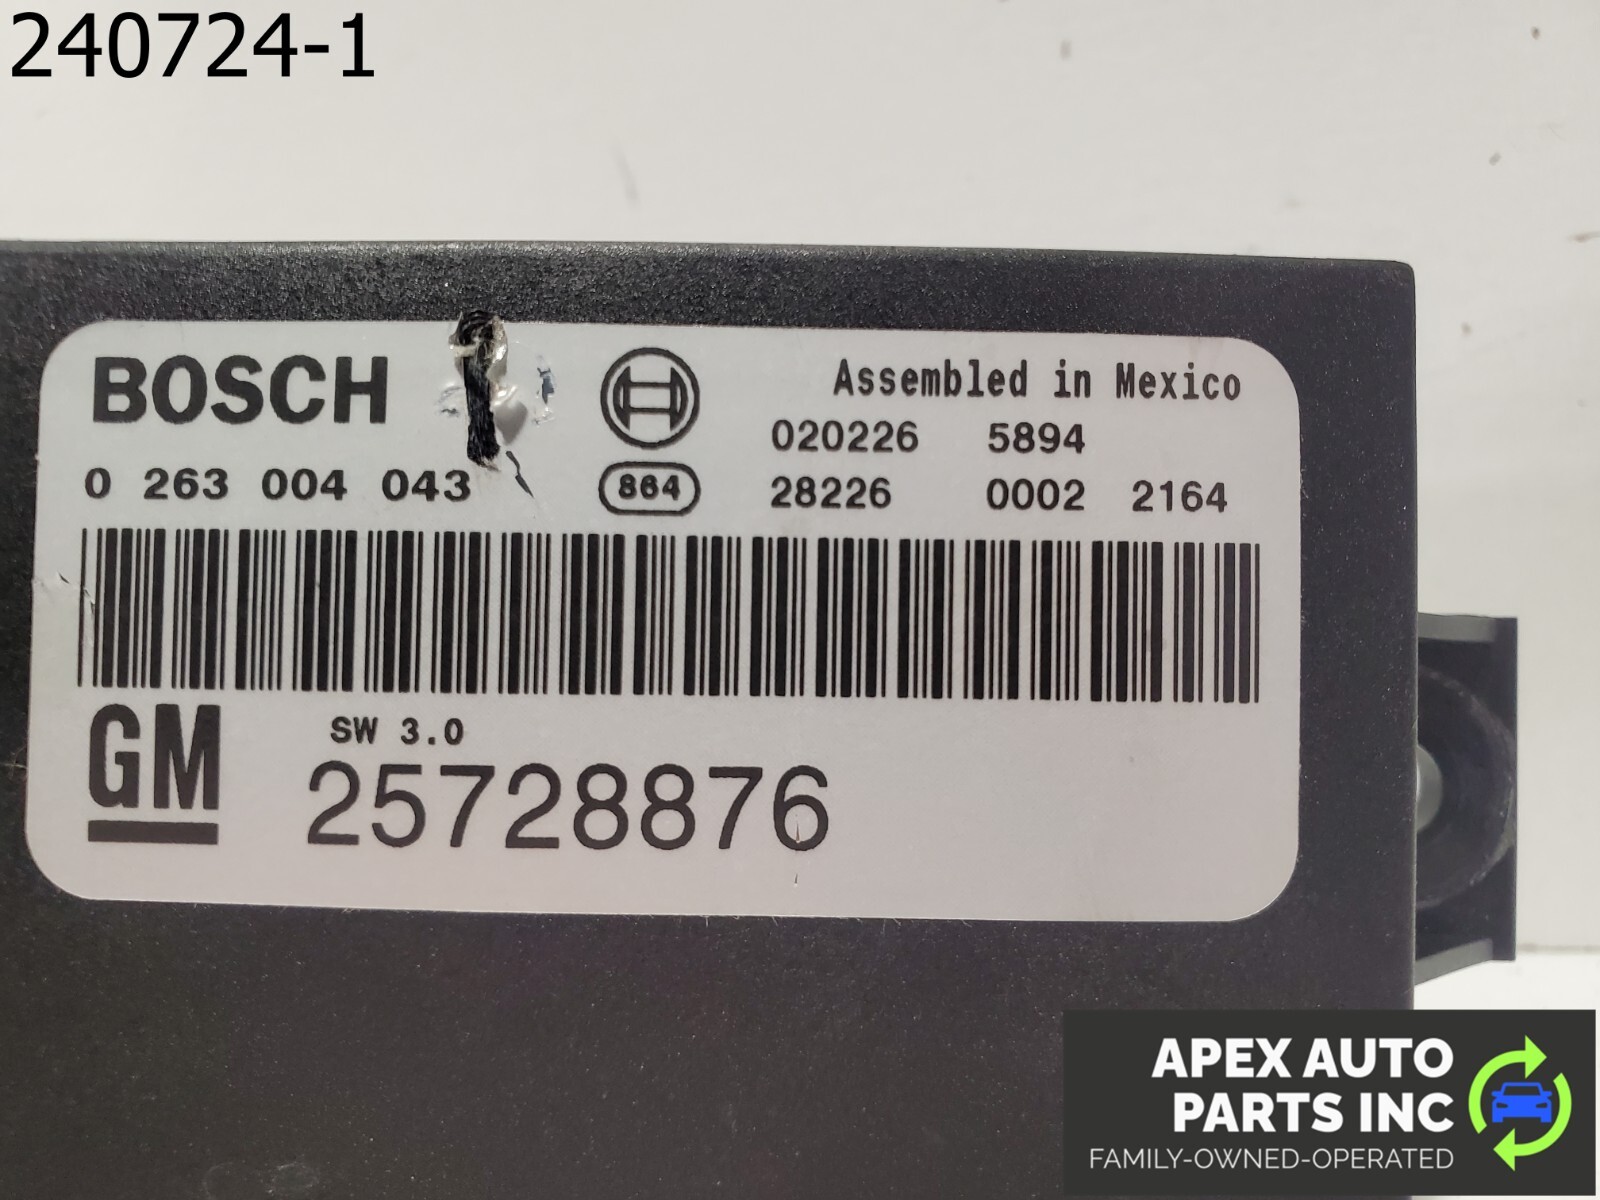 240724-1
BOSCH
Assembled in Mexico
020226 5894
0 263 004 043
864
28226 0002 2164
GM
SW 3.0
25728876
APEX AUTO
PARTS INC
FAMILY-OWNED-OPERATED